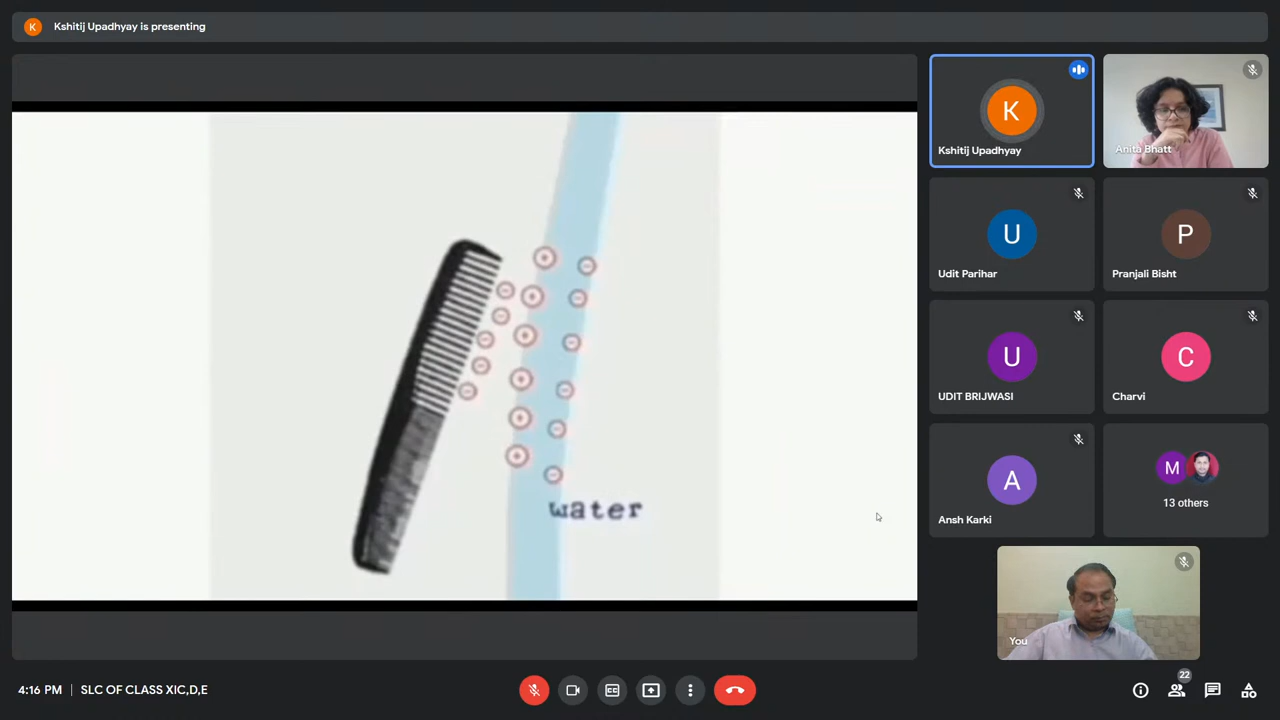 K
Kshitij Upadhyay is presenting
water
K
Kshitij Upadhyay
Anita Bhatt
U
Udit Parihar
P
Pranjali Bisht
U
UDIT BRIJWASI
C
Charvi
A
Ansh Karki
M
13 others
You
4:16 PM | SLC OF CLASS XIC,D,E
CC
22